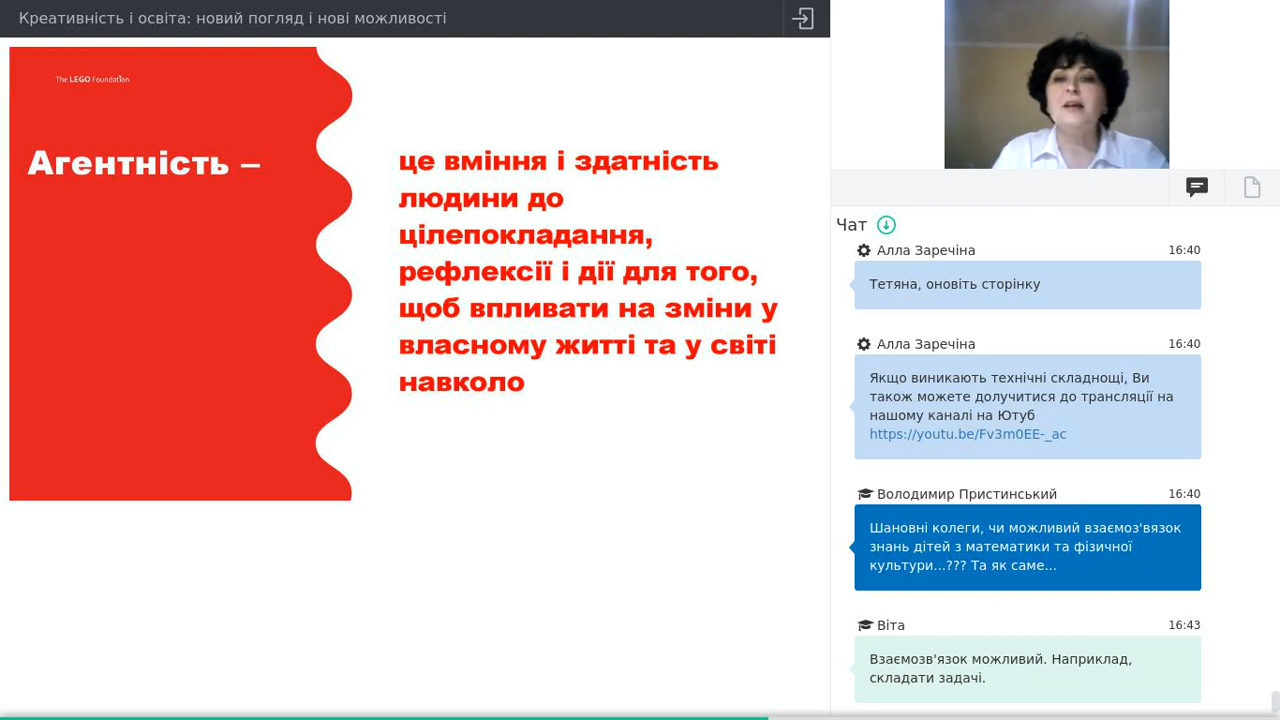 Креативність і освіта: новий погляд і нові можливості
The LEGO Foundation
Агентність –
це вміння і здатність
людини до
цілепокладання,
рефлексії і дії для того,
щоб впливати на зміни у
власному житті та у світі
навколо
Чат
Алла Заречіна 16:40
Тетяна, оновіть сторінку
Алла Заречіна 16:40
Якщо виникають технічні складнощі, Ви
також можете долучитися до трансляції на
нашому каналі на Ютуб
https://youtu.be/Fv3m0EE-_ac
Володимир Пристинський 16:40
Шановні колеги, чи можливий взаємоз'вязок
знань дітей з математики та фізичної
культури...??? Та як саме...
Віта 16:43
Взаємозв'язок можливий. Наприклад,
складати задачі.